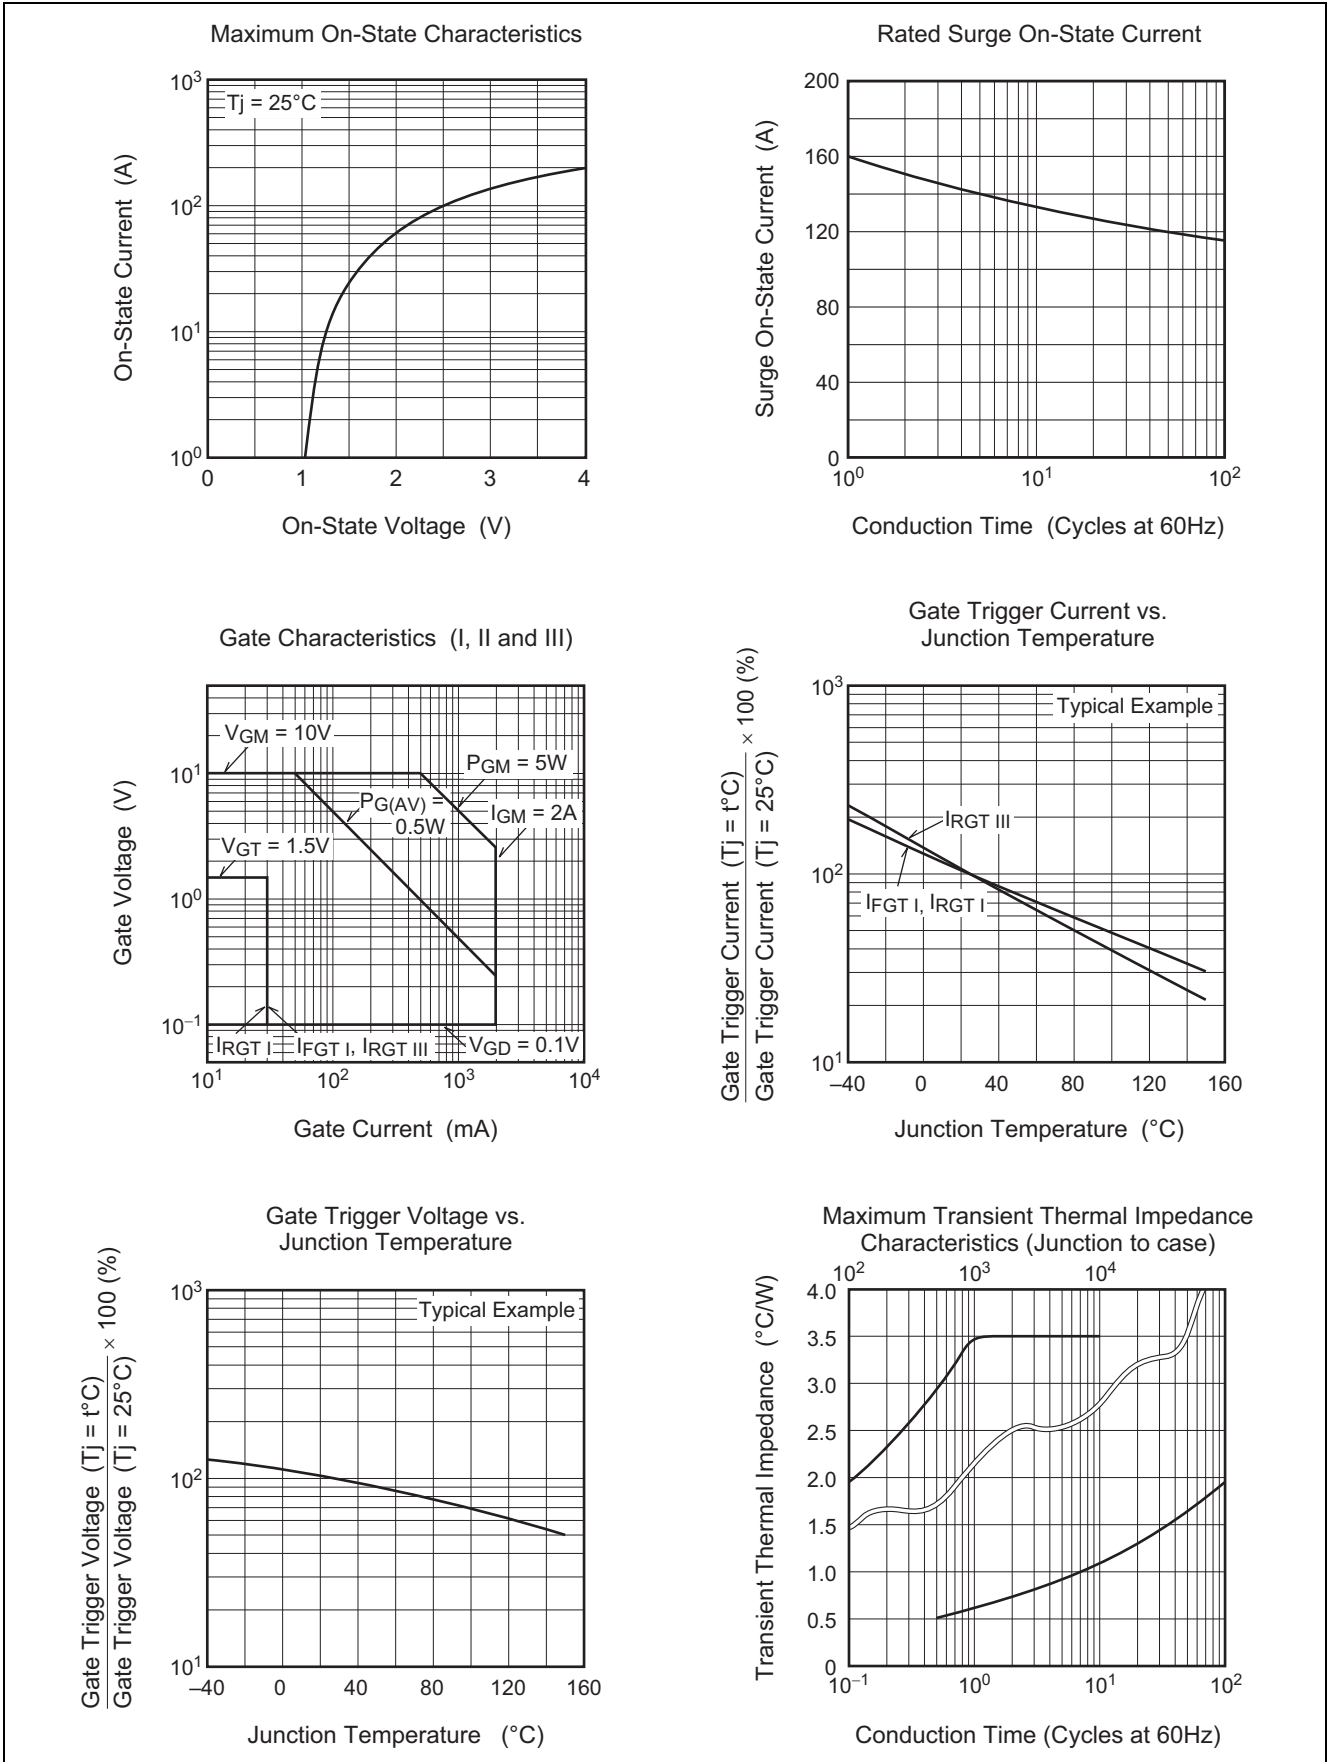 Maximum On-State Characteristics
10³
Tj = 25°C
10²
10¹
10⁰
0 1 2 3 4
On-State Current (A)
On-State Voltage (V)
Rated Surge On-State Current
200
160
120
80
40
0
10⁰ 10¹ 10²
Surge On-State Current (A)
Conduction Time (Cycles at 60Hz)
Gate Characteristics (I, II and III)
VGM = 10V
PGM = 5W
PG(AV) =
0.5W
IGM = 2A
VGT = 1.5V
10¹
10⁰
10⁻¹
IRGT I
IFGT I, IRGT III
VGD = 0.1V
10¹ 10² 10³ 10⁴
Gate Voltage (V)
Gate Current (mA)
Gate Trigger Current vs.
Junction Temperature
10³
Typical Example
IRGT III
10²
IFGT I, IRGT I
10¹
–40 0 40 80 120 160
Gate Trigger Current (Tj = t°C)
Gate Trigger Current (Tj = 25°C)
× 100 (%)
Junction Temperature (°C)
Gate Trigger Voltage vs.
Junction Temperature
10³
Typical Example
10²
10¹
–40 0 40 80 120 160
Gate Trigger Voltage (Tj = t°C)
Gate Trigger Voltage (Tj = 25°C)
× 100 (%)
Junction Temperature (°C)
Maximum Transient Thermal Impedance
Characteristics (Junction to case)
10² 10³ 10⁴
4.0
3.5
3.0
2.5
2.0
1.5
1.0
0.5
0
10⁻¹ 10⁰ 10¹ 10²
Transient Thermal Impedance (°C/W)
Conduction Time (Cycles at 60Hz)